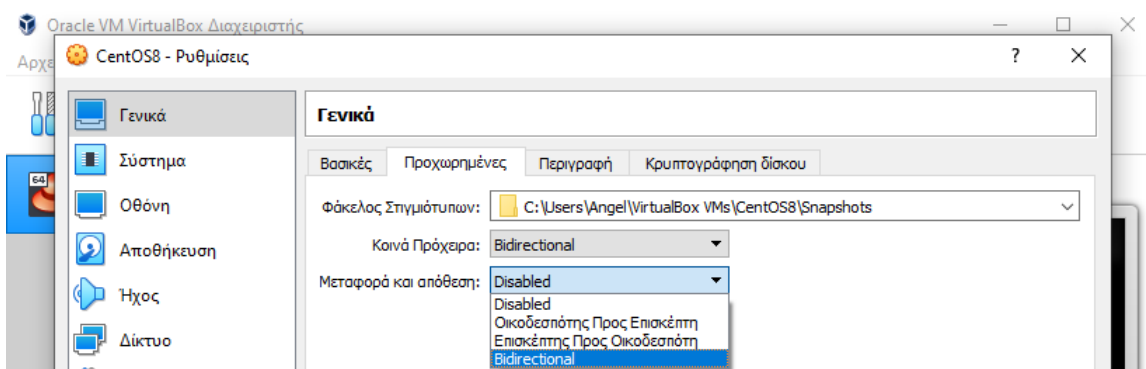 Oracle VM VirtualBox Διαχειριστής
Αρχε
CentOS8 - Ρυθμίσεις ?
Γενικά
Σύστημα
Οθόνη
Αποθήκευση
Ήχος
Δίκτυο
64
Γενικά
Βασικές Προχωρημένες Περιγραφή Κρυπτογράφηση δίσκου
Φάκελος Στιγμιότυπων: C:\Users\Angel\VirtualBox VMs\CentOS8\Snapshots
Κοινά Πρόχειρα: Bidirectional
Μεταφορά και απόθεση: Disabled
Disabled
Οικοδεσπότης Προς Επισκέπτη
Επισκέπτης Προς Οικοδεσπότη
Bidirectional